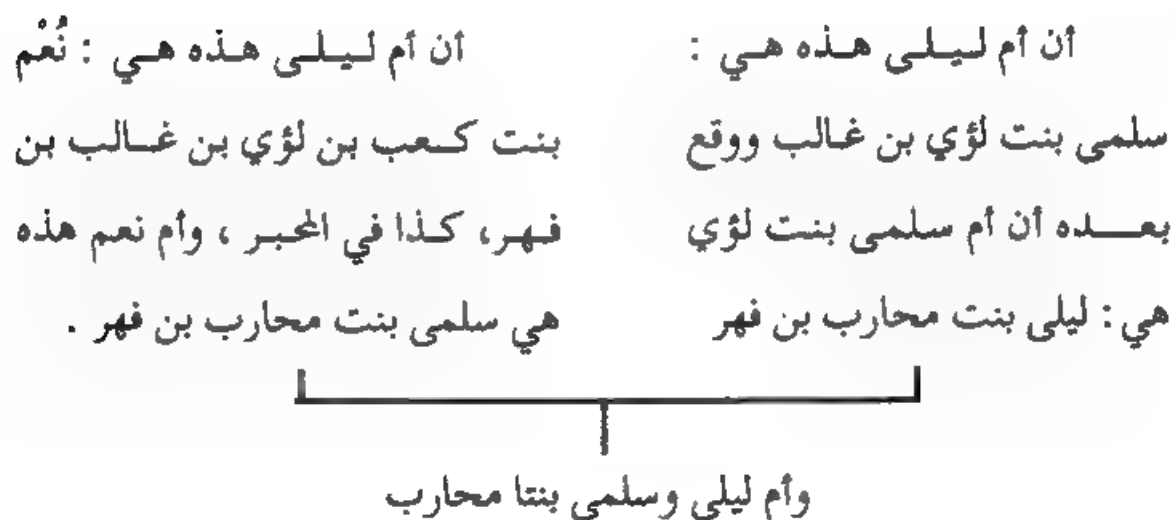 أن أم ليلى هذه هي :
سلمى بنت لؤي بن غالب ووقع
بعده أن أم سلمى بنت لؤي
هي : ليلى بنت محارب بن فهر
أن أم ليلى هذه هي : نُعْم
بنت كعب بن لؤي بن غالب بن
فهر، كذا في المحبر ، وأم نعم هذه
هي سلمى بنت محارب بن فهر .
وأم ليلى وسلمى بنتا محارب